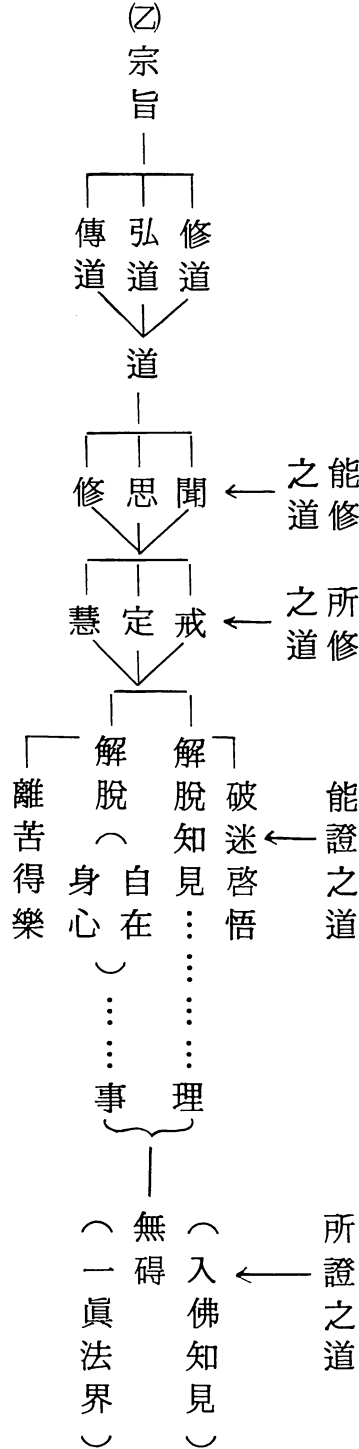 ㊁宗旨
修道
弘道
傳道
道
聞
思
修
能修
之道
戒
定
慧
所修
之道
破迷啓悟
解脫知見⋯⋯⋯⋯理
解脫(自在身心)⋯⋯事
離苦得樂
能證之道
(入佛知見)
無碍
(一眞法界)
所證之道